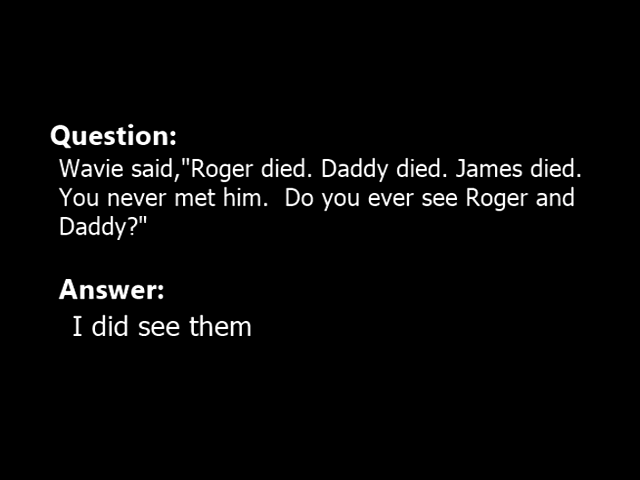 Question:
Wavie said,"Roger died. Daddy died. James died.
You never met him.  Do you ever see Roger and
Daddy?"
Answer:
I did see them